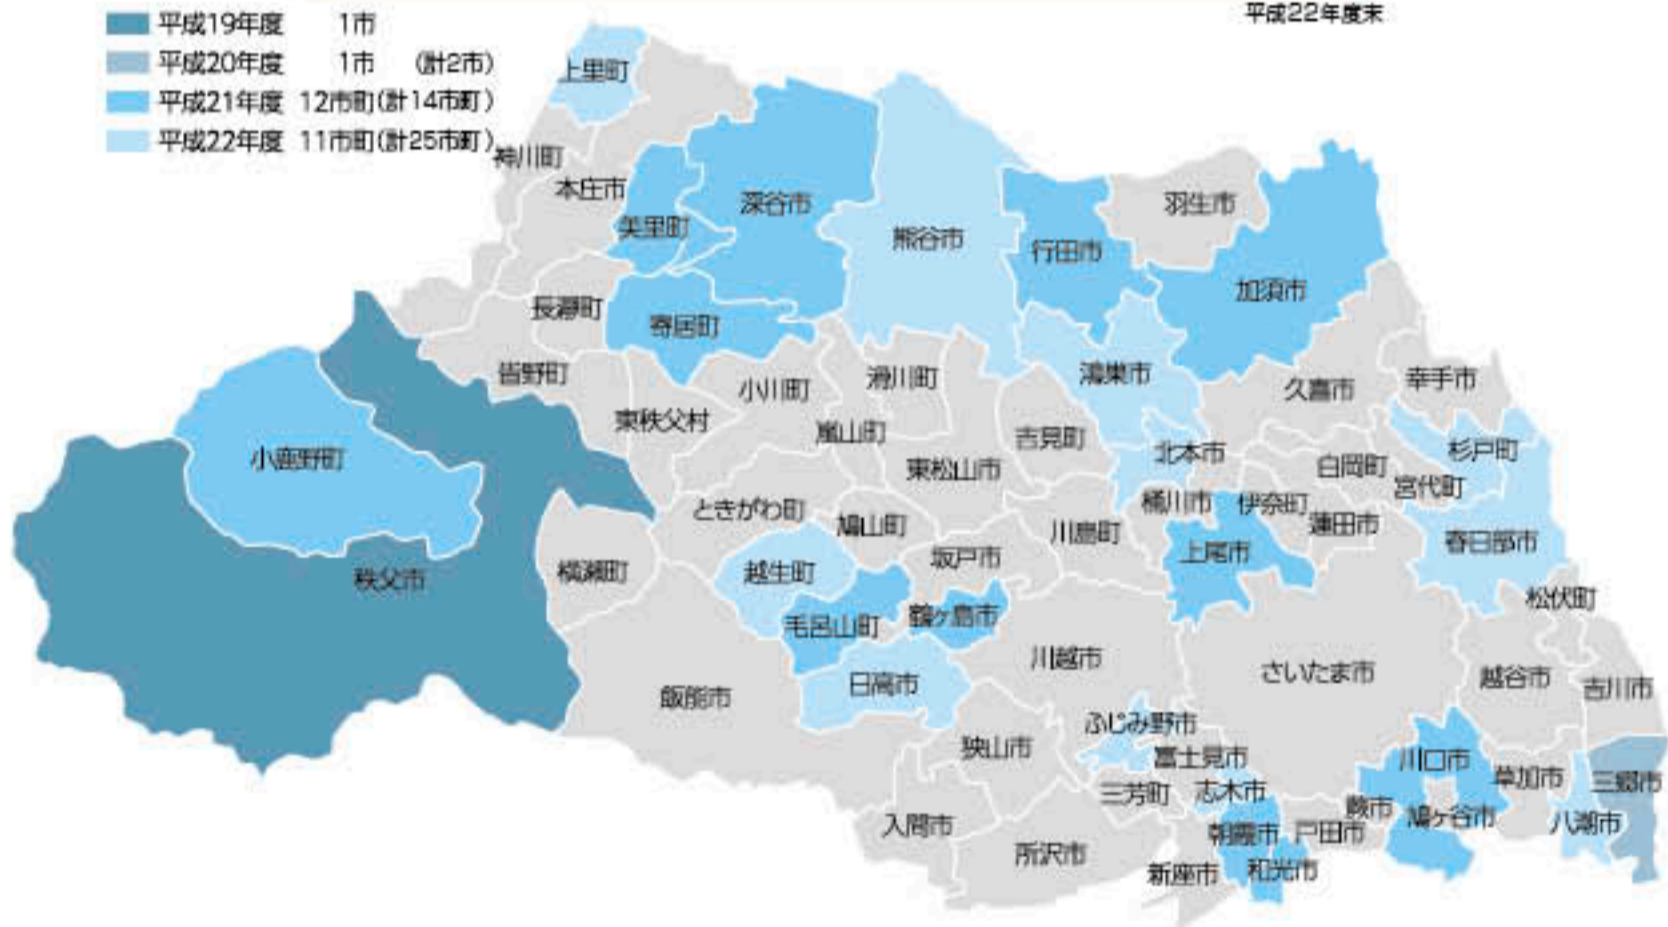 平成19年度 1市
平成20年度 1市 (計2市)
平成21年度 12市町(計14市町)
平成22年度 11市町(計25市町)
平成22年度末
上里町
神川町
本庄市
美里町
深谷市
熊谷市
行田市
羽生市
加須市
長瀞町
寄居町
皆野町
東秩父村
小川町
滑川町
嵐山町
吉見町
鴻巣市
久喜市
幸手市
小鹿野町
東松山市
北本市
白岡町
杉戸町
宮代町
ときがわ町
鳩山町
川島町
桶川市
伊奈町
蓮田市
春日部市
秩父市
横瀬町
越生町
坂戸市
上尾市
松伏町
毛呂山町
鶴ヶ島市
川越市
さいたま市
越谷市
吉川市
飯能市
日高市
狭山市
ふじみ野市
富士見市
三芳町
志木市
川口市
草加市
三郷市
入間市
所沢市
新座市
朝霞市
和光市
戸田市
蕨市
鳩ヶ谷市
八潮市